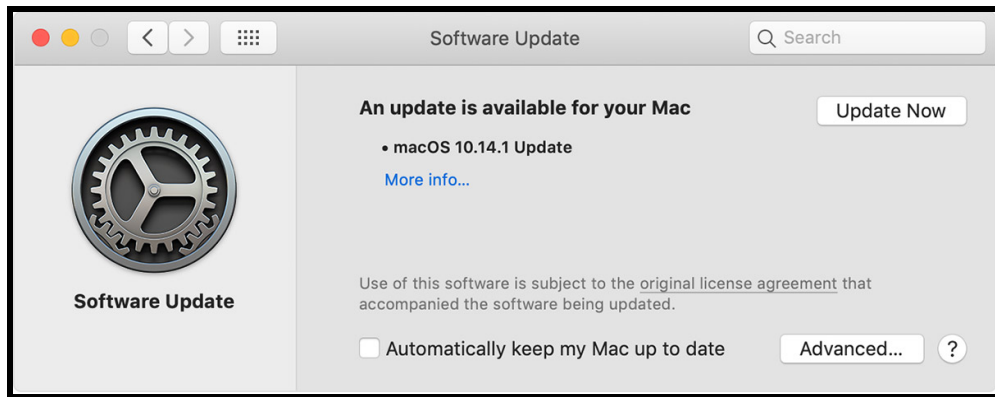 Software Update
Search
An update is available for your Mac
Update Now
• macOS 10.14.1 Update
More info...
Software Update
Use of this software is subject to the original license agreement that
accompanied the software being updated.
Automatically keep my Mac up to date
Advanced...
?